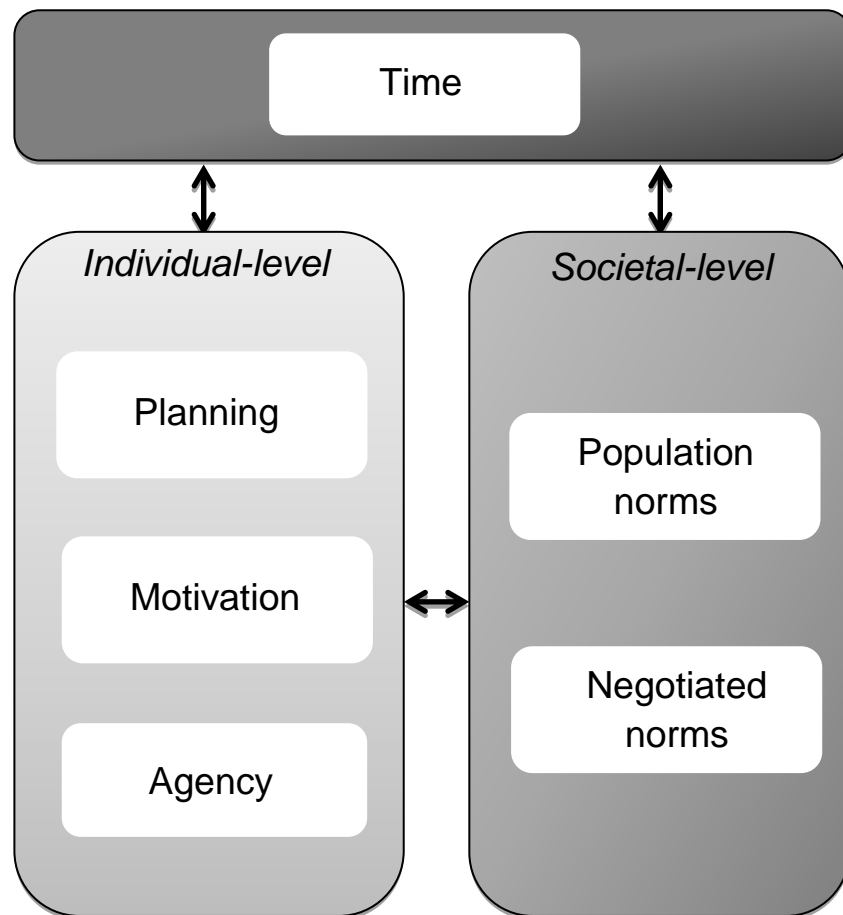 Time
Individual-level
Planning
Motivation
Agency
Societal-level
Population
norms
Negotiated
norms